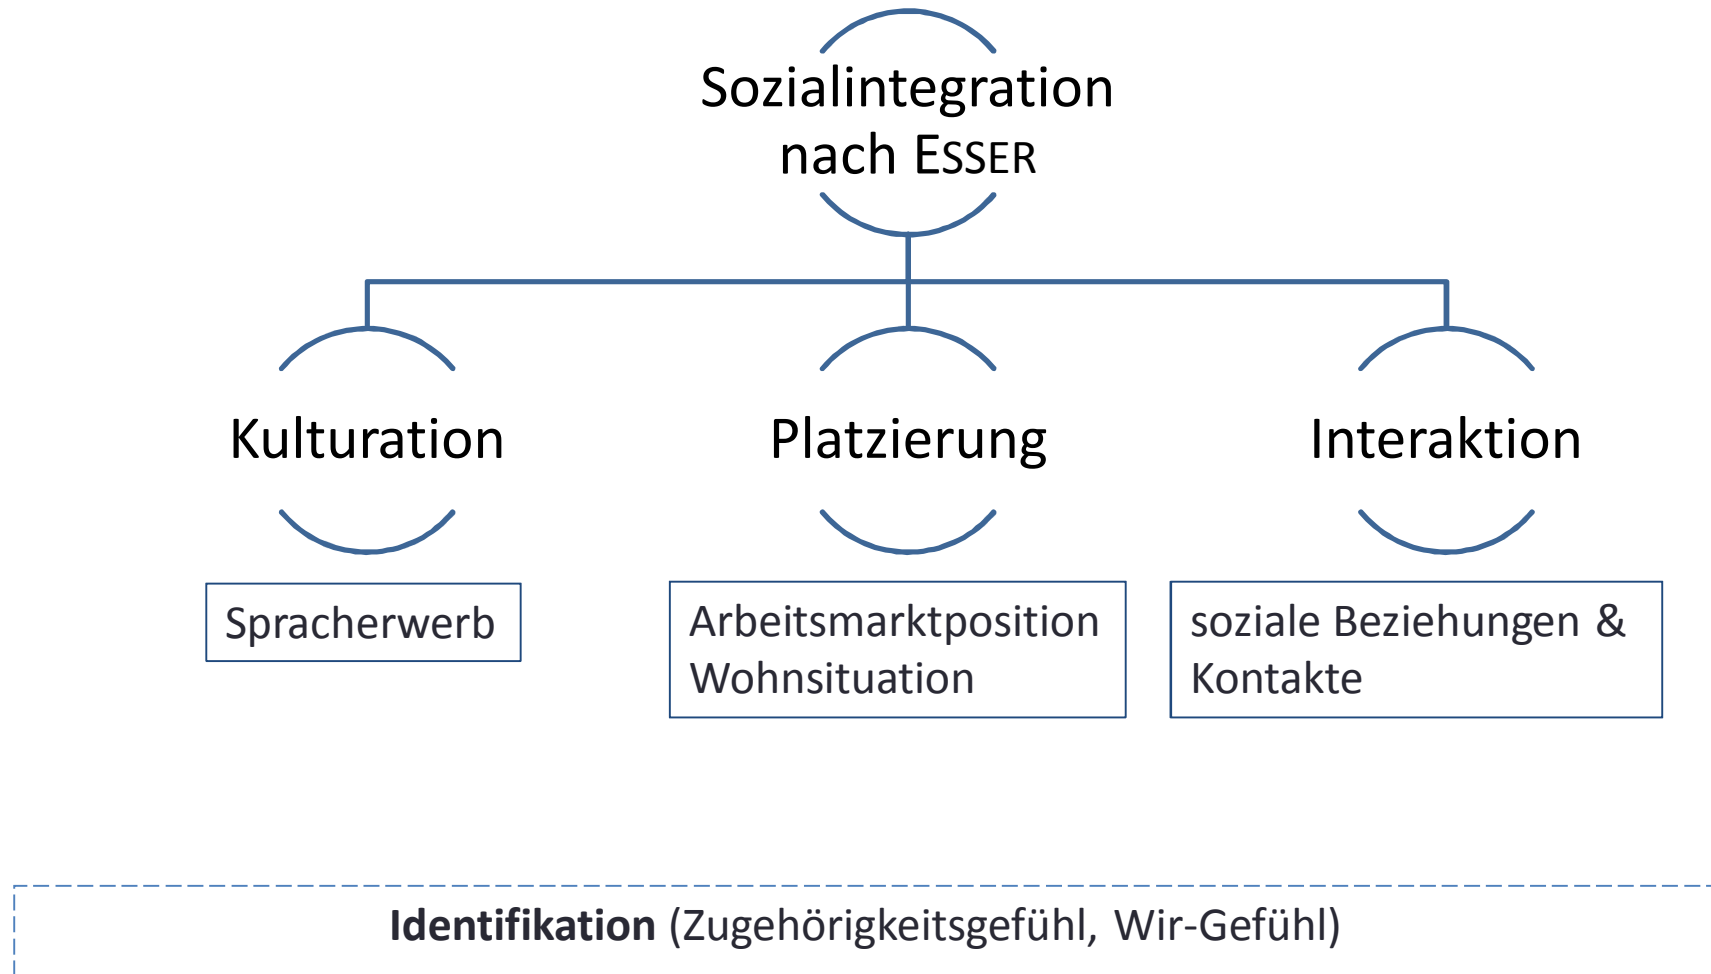 Sozialintegration
nach ESSER
Kulturation
Platzierung
Interaktion
Spracherwerb
Arbeitsmarktposition
Wohnsituation
soziale Beziehungen &
Kontakte
Identifikation (Zugehörigkeitsgefühl, Wir-Gefühl)